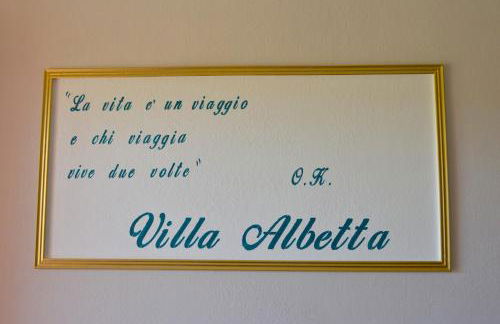 "La vita e' un viaggio
e chi viaggia
vive due volte"
O.K.
Villa Albetta